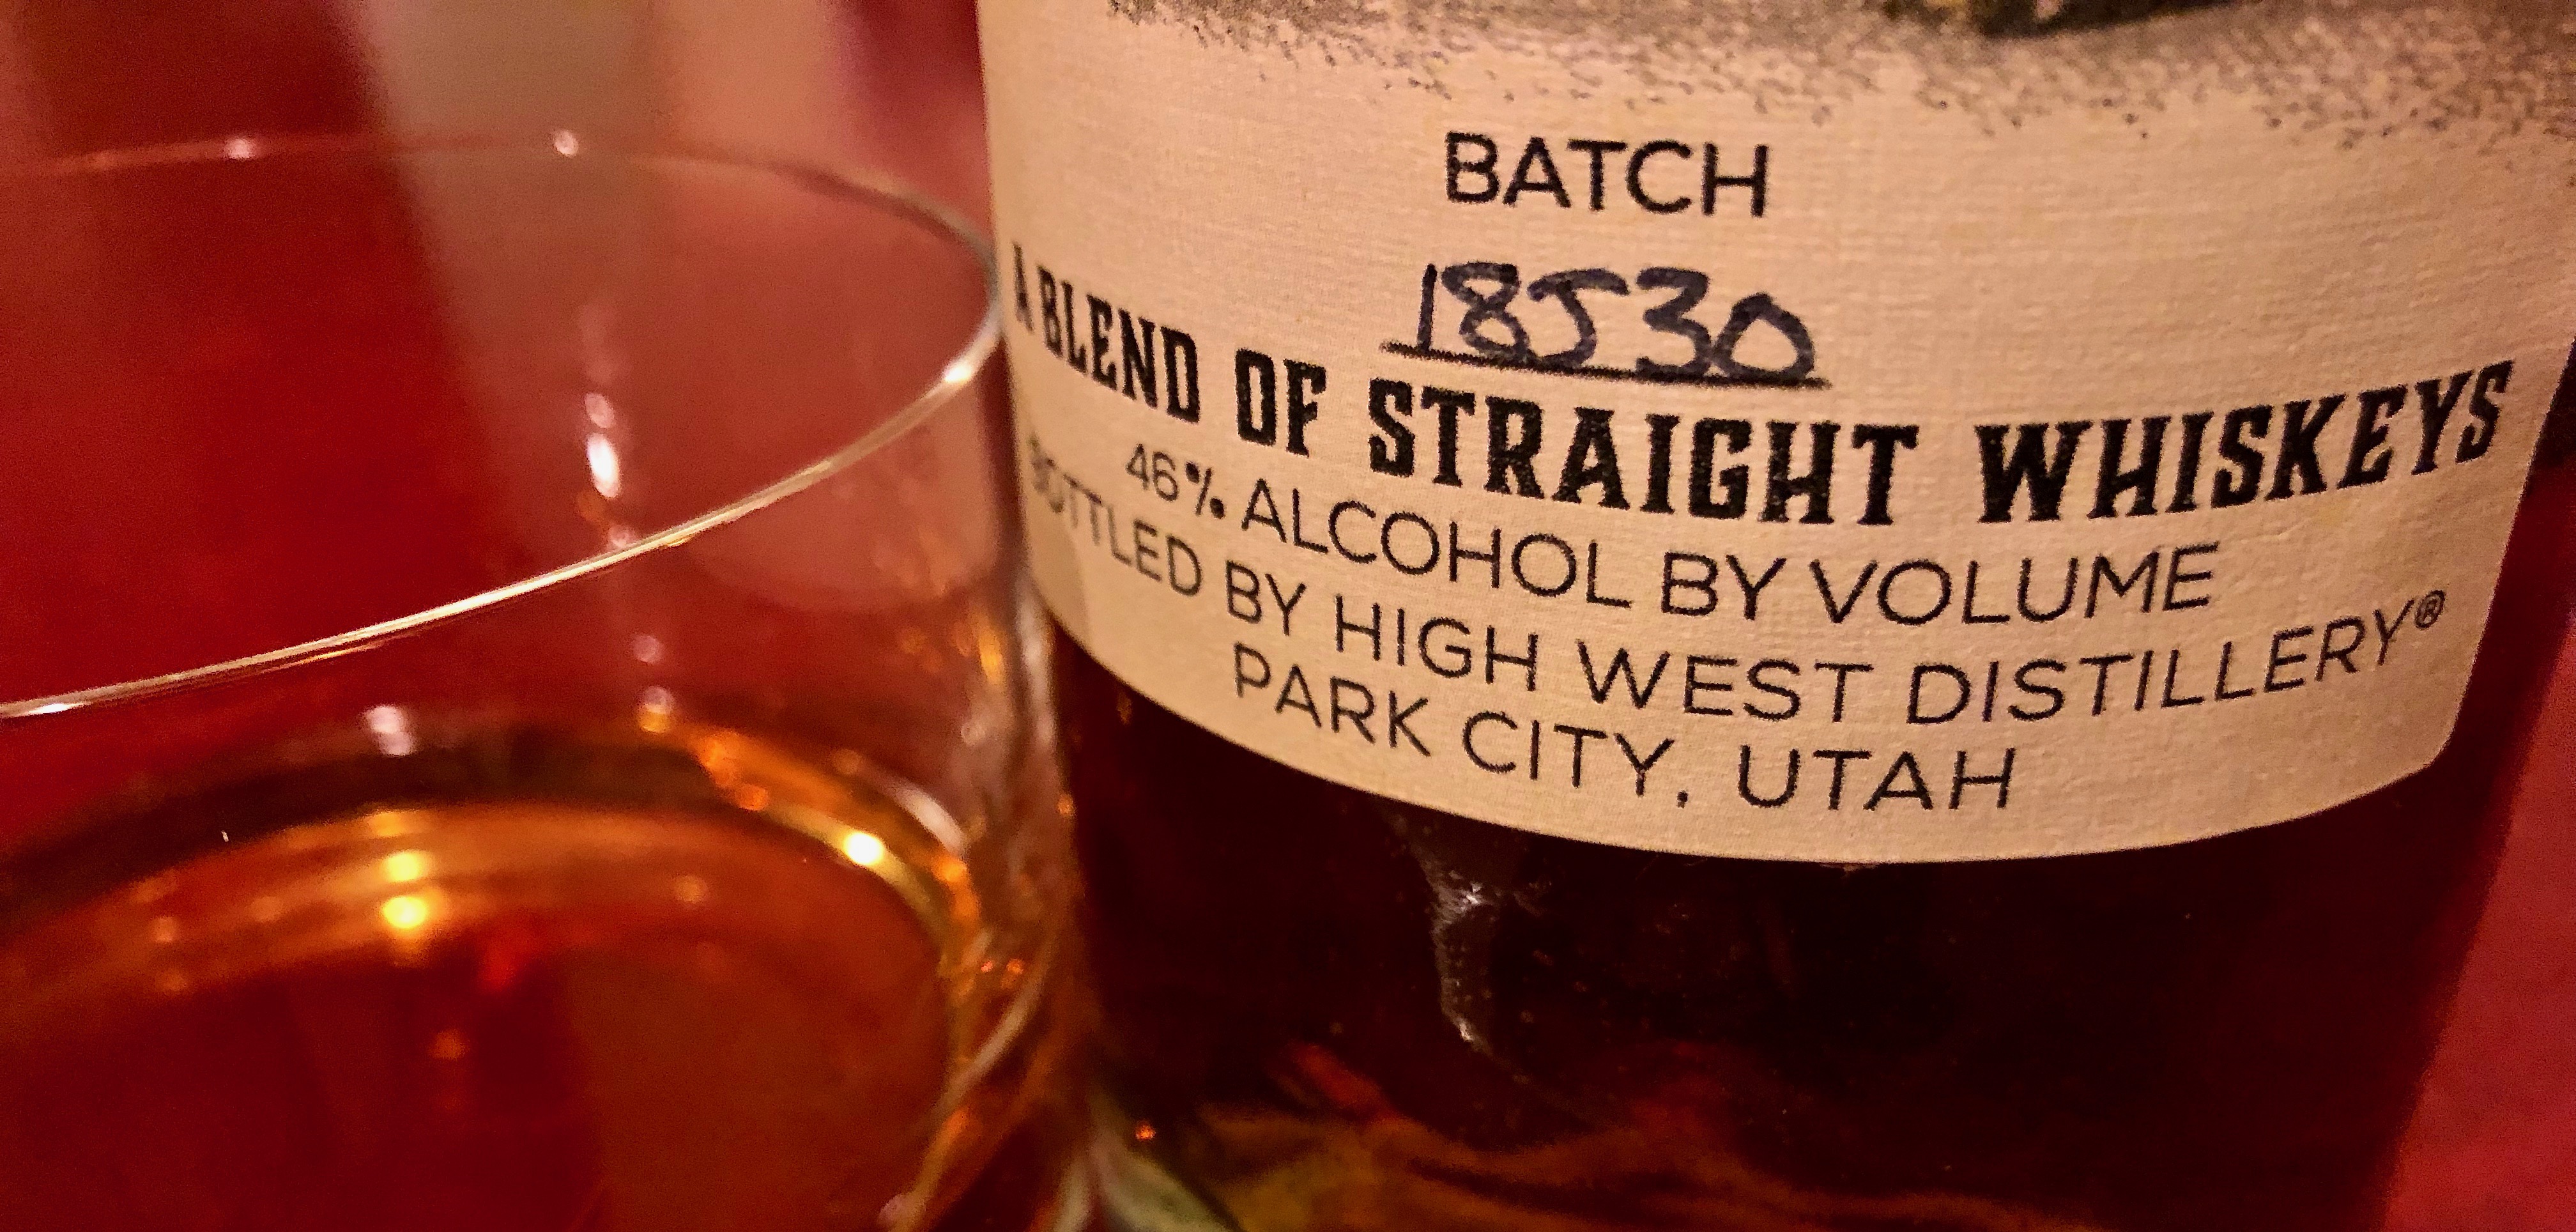 BATCH
18530
A BLEND OF STRAIGHT WHISKEYS
46% ALCOHOL BY VOLUME
BOTTLED BY HIGH WEST DISTILLERY®
PARK CITY, UTAH